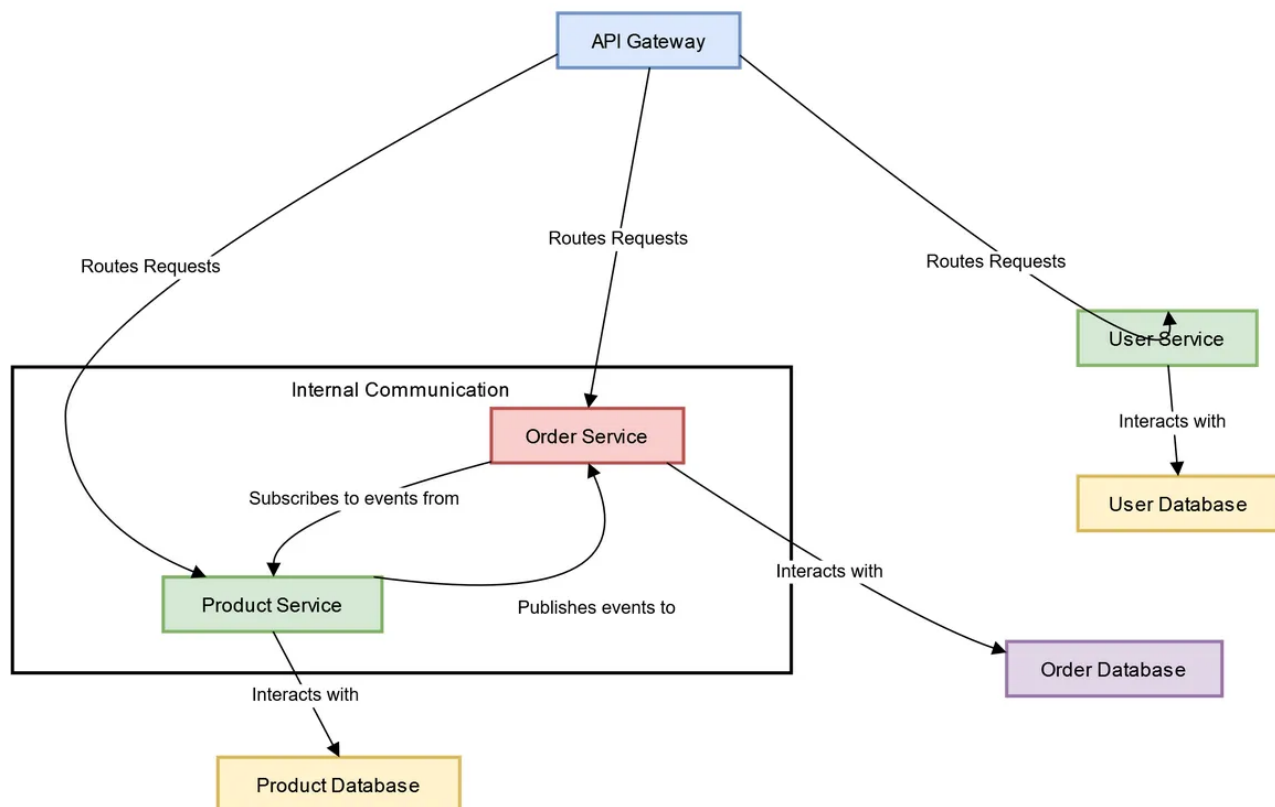 API Gateway
Routes Requests
Routes Requests
Routes Requests
User Service
Internal Communication
Order Service
Interacts with
Subscribes to events from
User Database
Interacts with
Product Service
Publishes events to
Order Database
Interacts with
Product Database